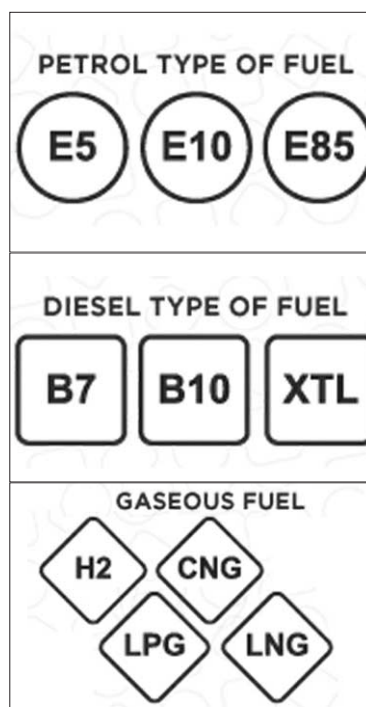 PETROL TYPE OF FUEL
E5 E10 E85
DIESEL TYPE OF FUEL
B7 B10 XTL
GASEOUS FUEL
H2 CNG
LPG LNG